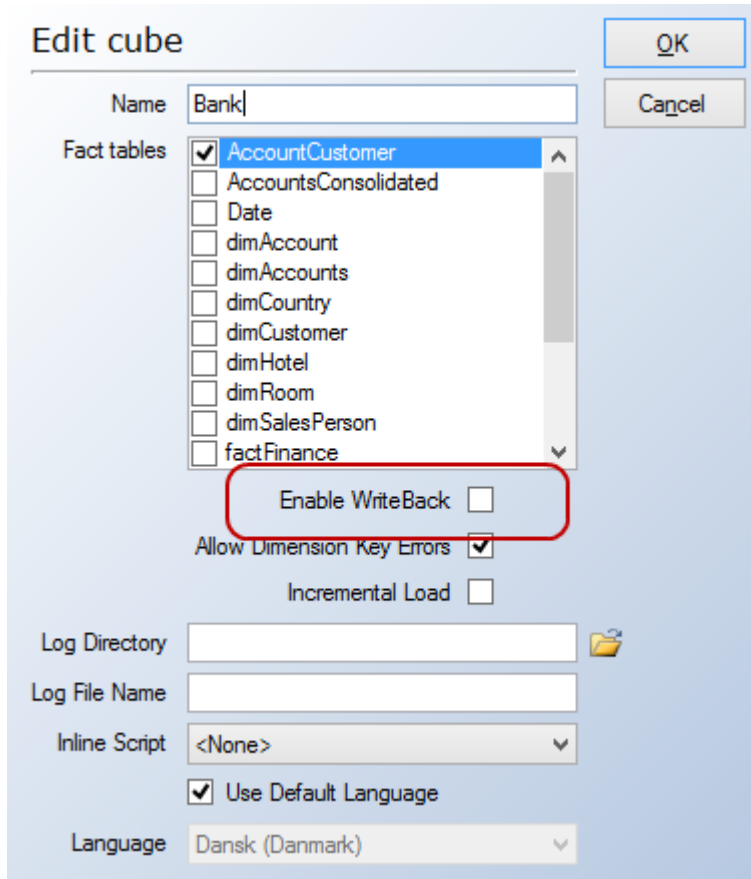 Edit cube
OK
Name Bank
Cancel
Fact tables
AccountCustomer
AccountsConsolidated
Date
dimAccount
dimAccounts
dimCountry
dimCustomer
dimHotel
dimRoom
dimSalesPerson
factFinance
Enable WriteBack
Allow Dimension Key Errors
Incremental Load
Log Directory
Log File Name
Inline Script <None>
Use Default Language
Language Dansk (Danmark)